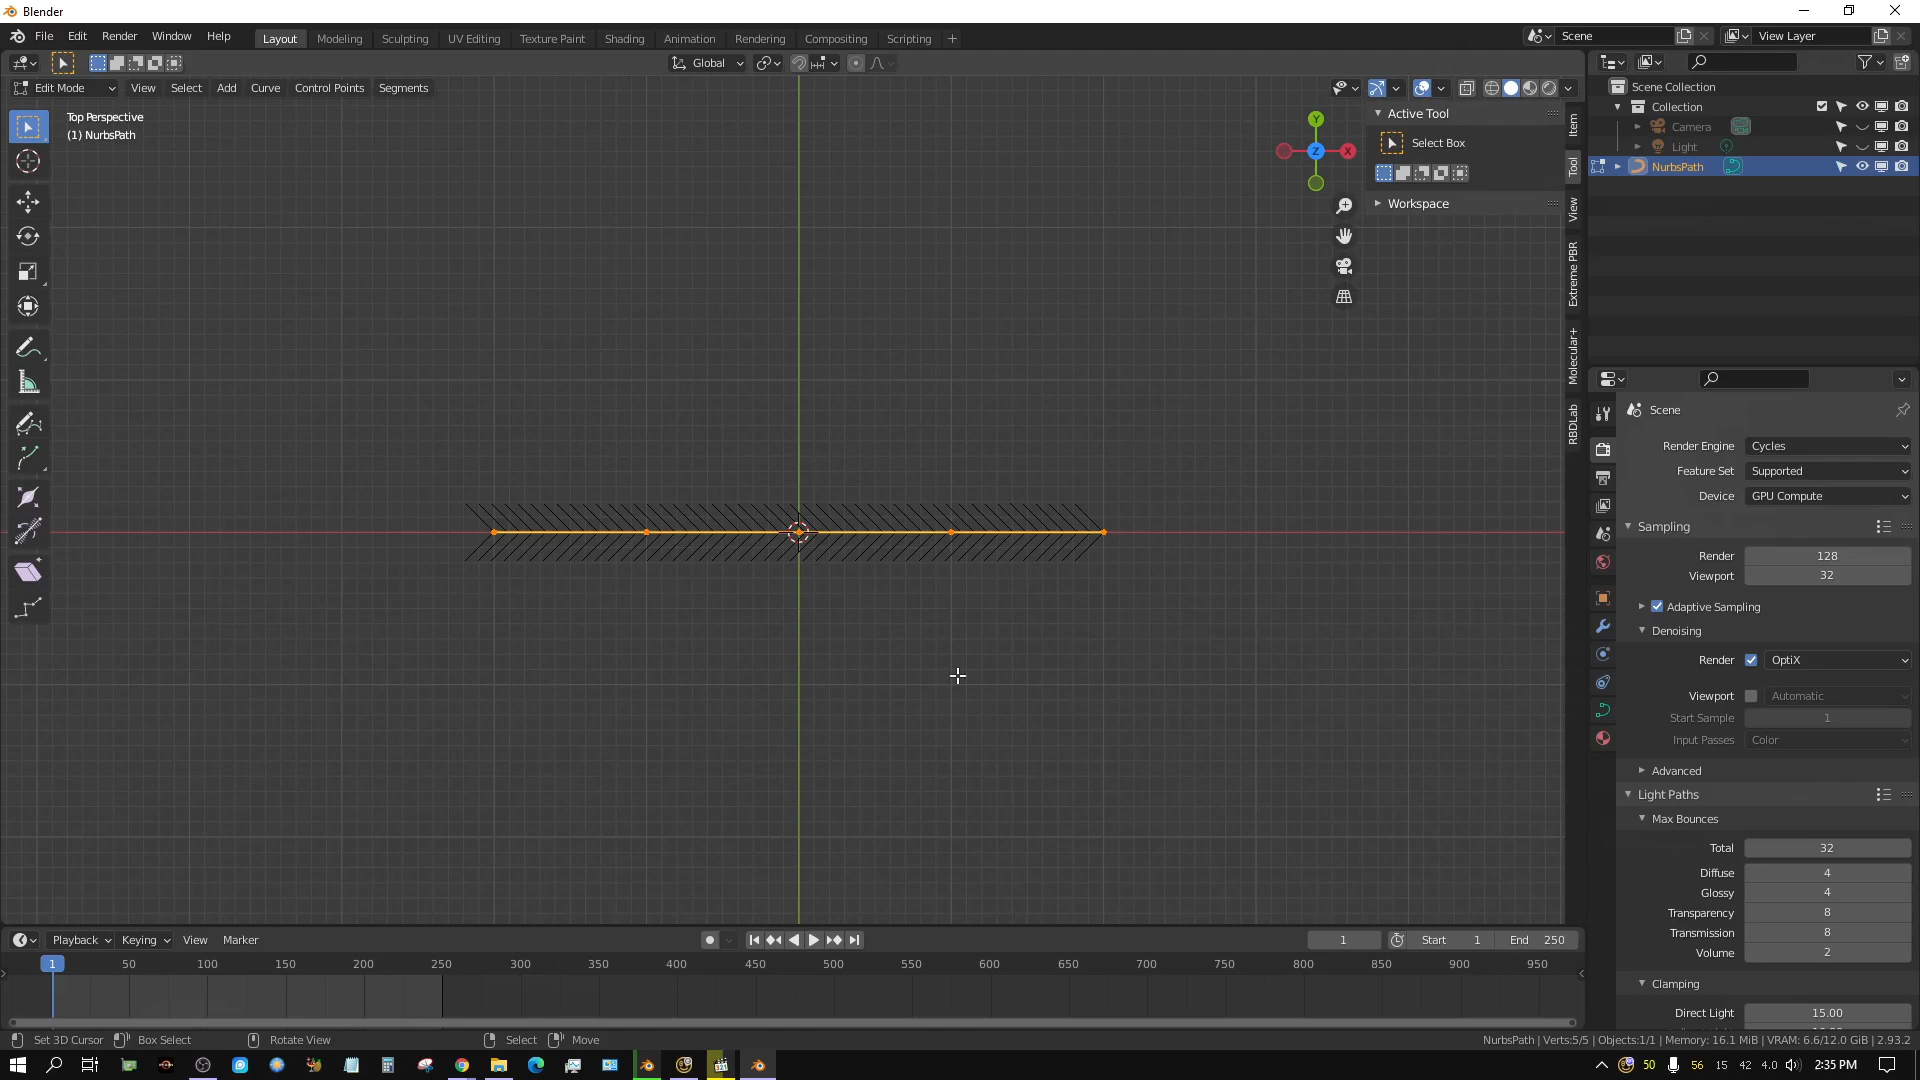 Blender
File Edit Render Window Help Layout Modeling Sculpting UV Editing Texture Paint Shading Animation Rendering Compositing Scripting + Scene View Layer
Global
Edit Mode View Select Add Curve Control Points Segments
Top Perspective
(1) NurbsPath
Y
Z
X
Active Tool
Select Box
Workspace
Item
Tool
View
Extreme PBR
Molecular+
RBDLab
Scene Collection
Collection
Camera
Light
NurbsPath
Scene
Render Engine Cycles
Feature Set Supported
Device GPU Compute
Sampling
Render 128
Viewport 32
Adaptive Sampling
Denoising
Render OptiX
Viewport Automatic
Start Sample 1
Input Passes Color
Advanced
Light Paths
Max Bounces
Total 32
Diffuse 4
Glossy 4
Transparency 8
Transmission 8
Volume 2
Clamping
Direct Light 15.00
Playback Keying View Marker 1 Start 1 End 250
1 50 100 150 200 250 300 350 400 450 500 550 600 650 700 750 800 850 900 950
Set 3D Cursor Box Select Rotate View Select Move NurbsPath | Verts:5/5 | Objects:1/1 | Memory: 16.1 MiB | VRAM: 6.6/12.0 GiB | 2.93.2
50 56 15 42 4.0 2:35 PM